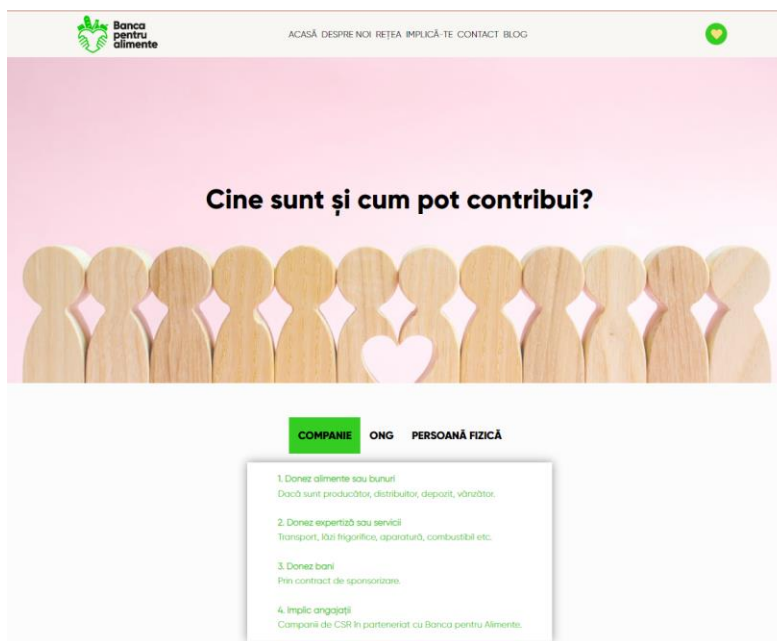 Banca
pentru
alimente
ACASĂ DESPRE NOI REȚEA IMPLICĂ-TE CONTACT BLOG
Cine sunt și cum pot contribui?
COMPANIE ONG PERSOANĂ FIZICĂ
1. Donez alimente sau bunuri
Dacă sunt producător, distribuitor, depozit, vânzător.
2. Donez expertiză sau servicii
Transport, lăzi frigorifice, aparatură, combustibil etc.
3. Donez bani
Prin contract de sponsorizare.
4. Implic angajații
Campanii de CSR în parteneriat cu Banca pentru Alimente.